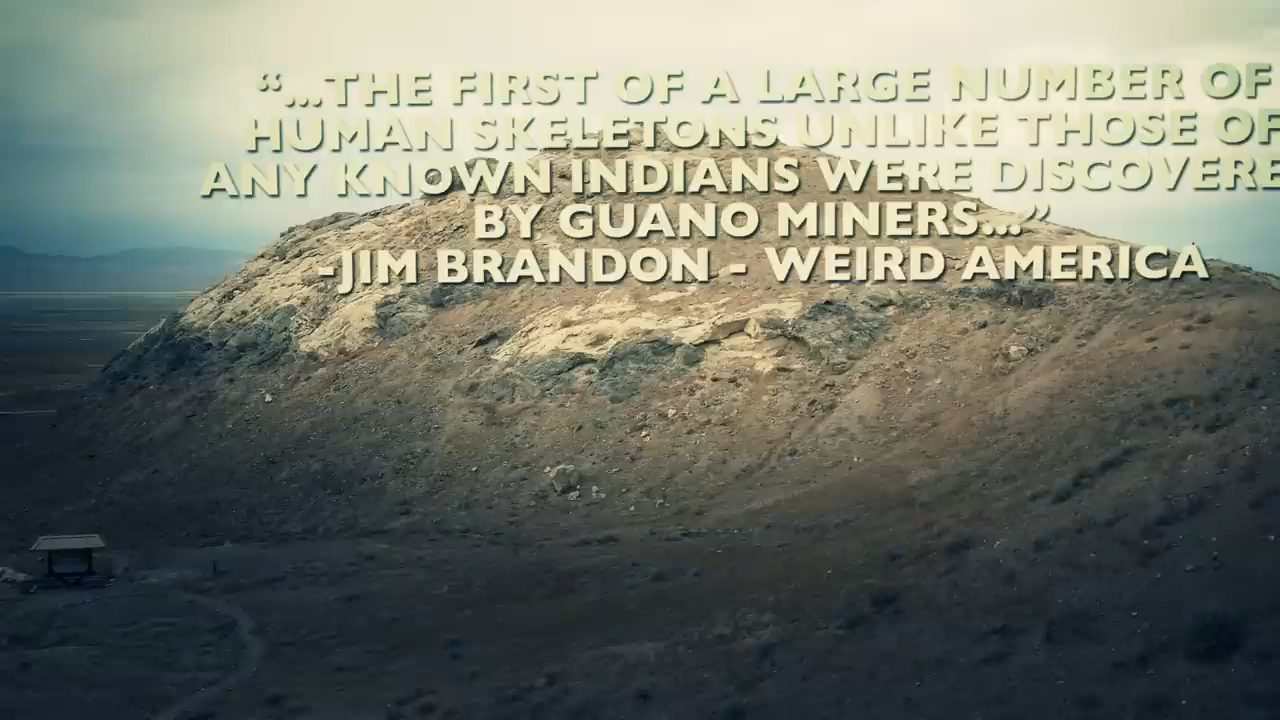 “...THE FIRST OF A LARGE NUMBER OF
HUMAN SKELETONS UNLIKE THOSE OF
ANY KNOWN INDIANS WERE DISCOVERE
BY GUANO MINERS...”
-JIM BRANDON - WEIRD AMERICA